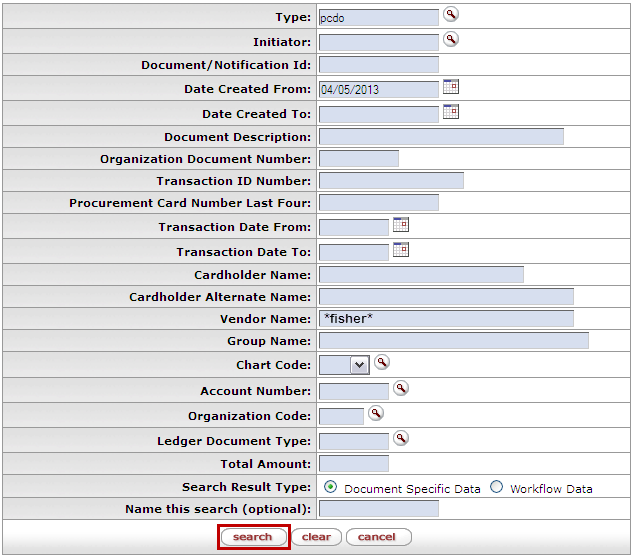 Type: pcdo
Initiator:
Document/Notification Id:
Date Created From: 04/05/2013
Date Created To:
Document Description:
Organization Document Number:
Transaction ID Number:
Procurement Card Number Last Four:
Transaction Date From:
Transaction Date To:
Cardholder Name:
Cardholder Alternate Name:
Vendor Name: *fisher*
Group Name:
Chart Code:
Account Number:
Organization Code:
Ledger Document Type:
Total Amount:
Search Result Type: Document Specific Data Workflow Data
Name this search (optional):
search clear cancel